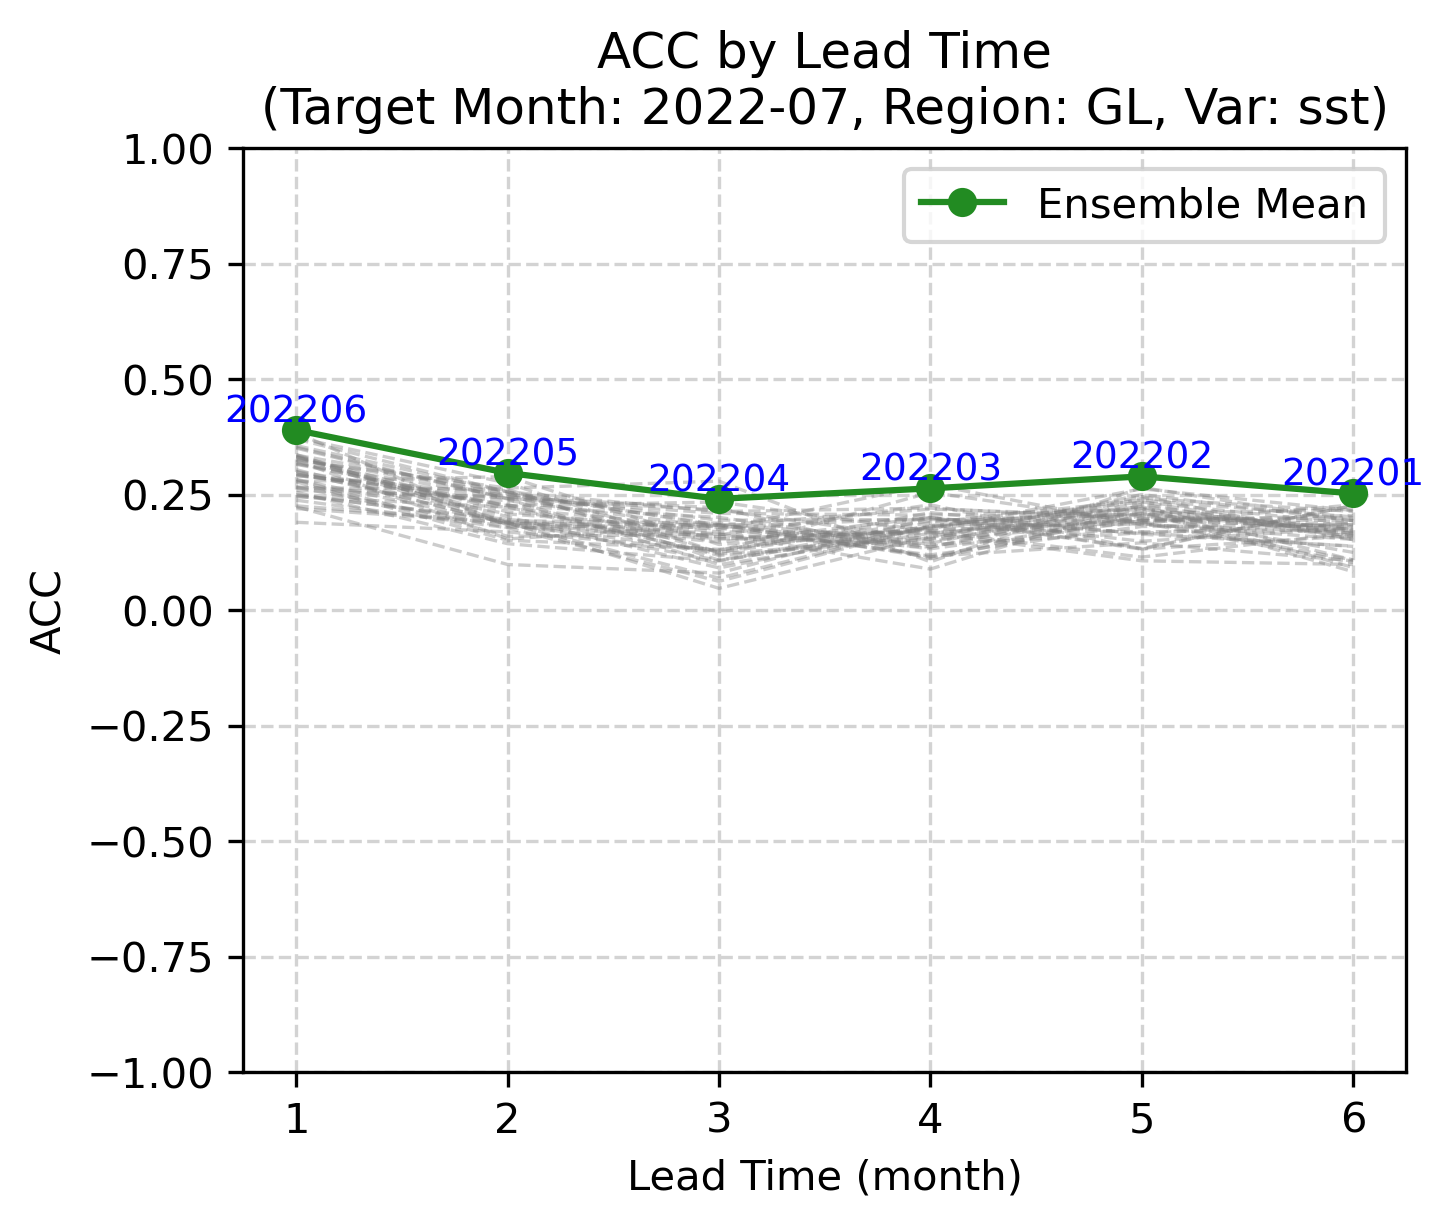 ACC by Lead Time
(Target Month: 2022-07, Region: GL, Var: sst)
1.00
0.75
0.50
0.25
0.00
−0.25
−0.50
−0.75
−1.00
ACC
Ensemble Mean
202206
202205
202204
202203
202202
202201
1 2 3 4 5 6
Lead Time (month)